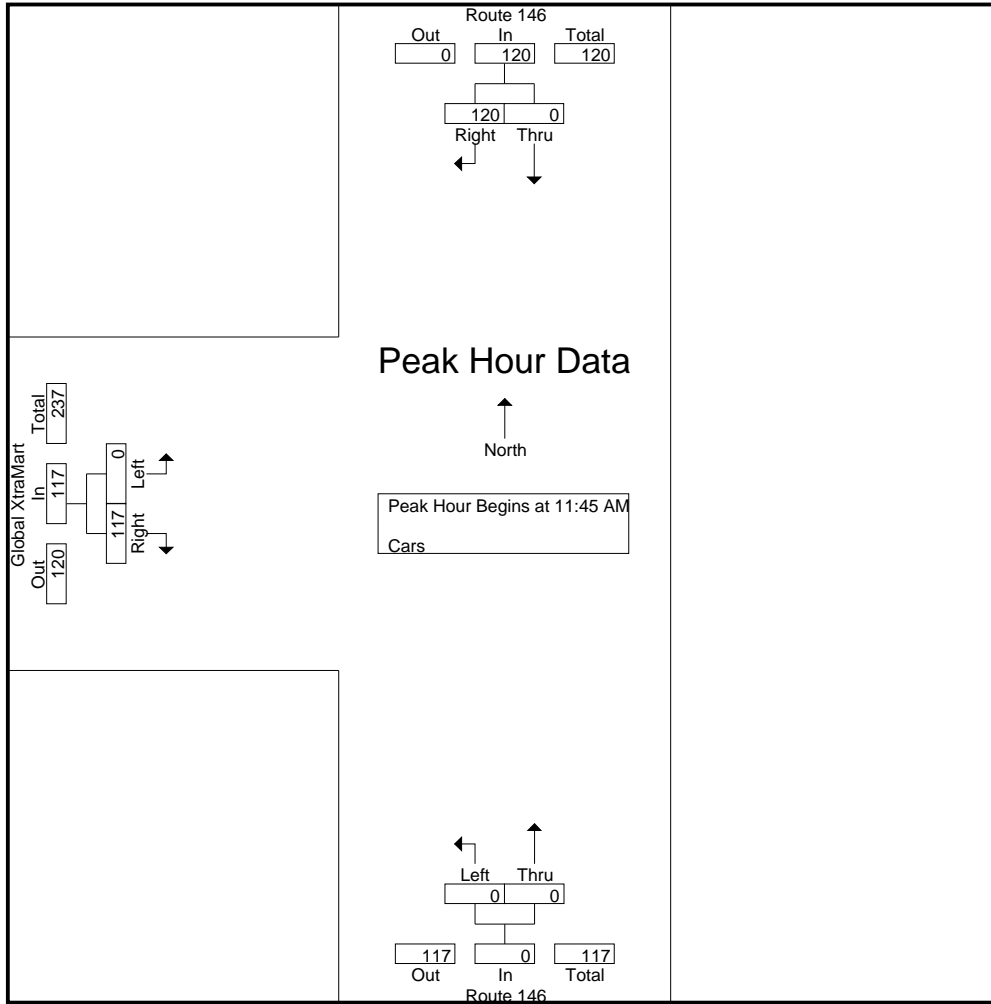 Route 146
Out In Total
0 120 120
120 0
Right Thru
Peak Hour Data
North
Peak Hour Begins at 11:45 AM
Cars
Global XtraMart
Out In Total
120 117 237
117 0
Right Left
Left Thru
0 0
117 0 117
Out In Total
Route 146